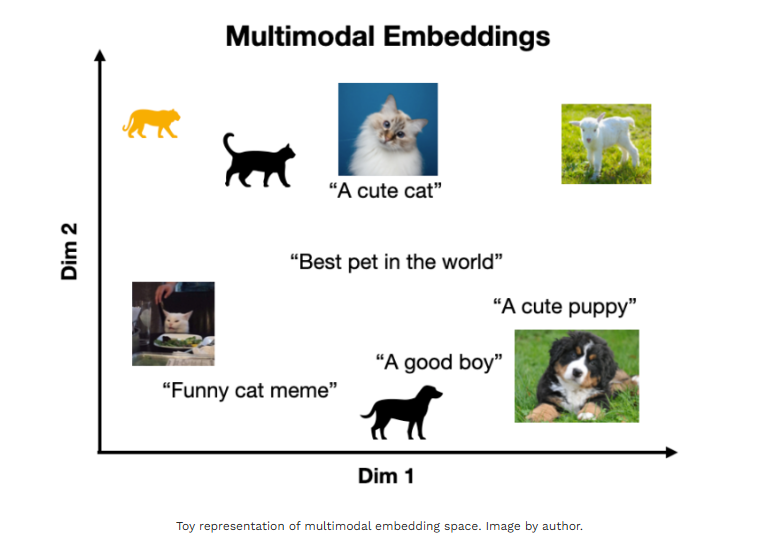 Multimodal Embeddings
“A cute cat”
Dim 2
“Best pet in the world”
“A cute puppy”
“A good boy”
“Funny cat meme”
Dim 1
Toy representation of multimodal embedding space. Image by author.